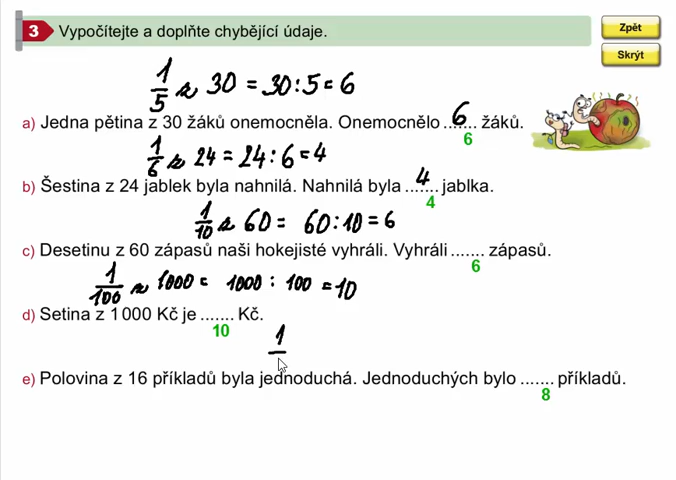 3 Vypočítejte a doplňte chybějící údaje.
Zpět
Skrýt
1/5 z 30 = 30:5 = 6
a) Jedna pětina z 30 žáků onemocněla. Onemocnělo ...6.... žáků.
6
1/6 z 24 = 24:6 = 4
b) Šestina z 24 jablek byla nahnilá. Nahnilá byla ...4.... jablka.
4
1/10 z 60 = 60:10 = 6
c) Desetinu z 60 zápasů naši hokejisté vyhráli. Vyhráli ....... zápasů.
6
1/100 z 1000 = 1000 : 100 = 10
d) Setina z 1 000 Kč je ....... Kč.
10
1
e) Polovina z 16 příkladů byla jednoduchá. Jednoduchých bylo ....... příkladů.
8